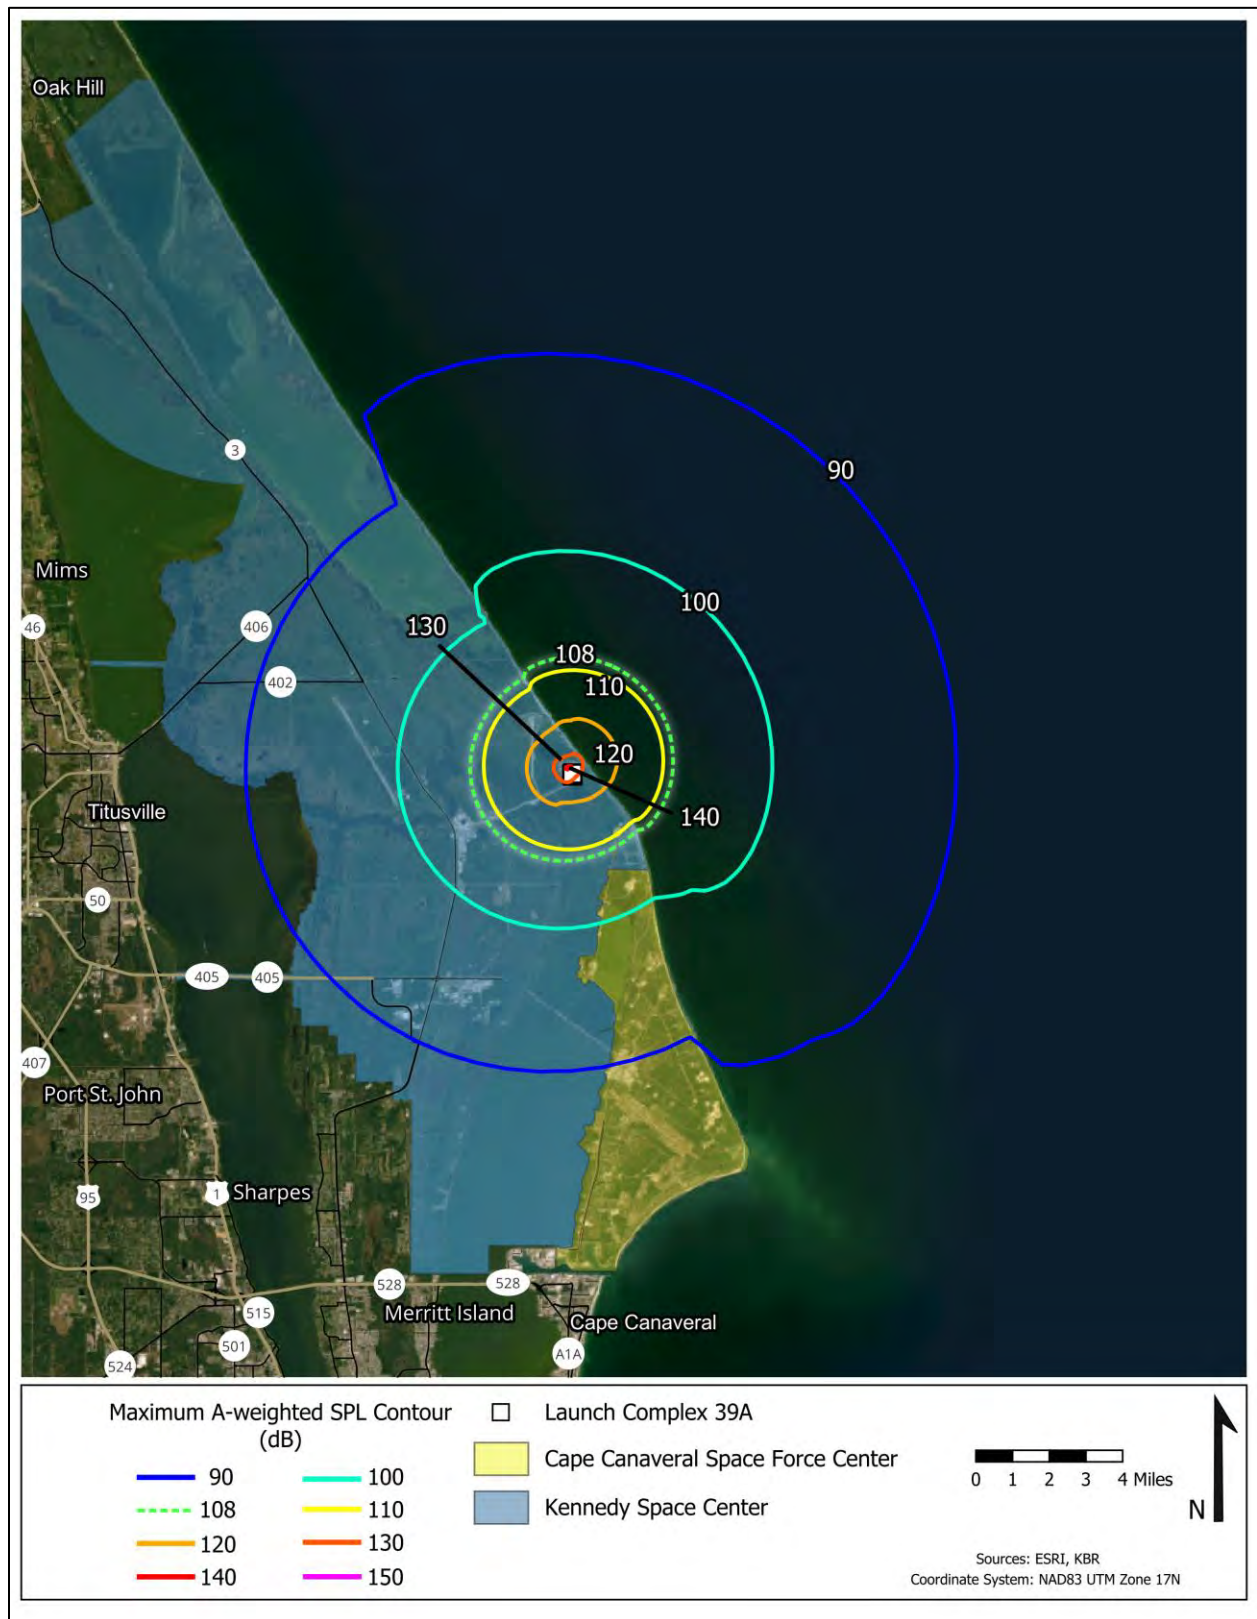 Oak Hill
3
90
Mims
100
46
406
130
108
402
110
120
Titusville
140
50
405
405
407
Port St. John
95
1
Sharpes
528
528
515
Merritt Island
Cape Canaveral
501
A1A
524
Maximum A-weighted SPL Contour
(dB)
90
100
108
110
120
130
140
150
Launch Complex 39A
Cape Canaveral Space Force Center
Kennedy Space Center
0 1 2 3 4 Miles
N
Sources: ESRI, KBR
Coordinate System: NAD83 UTM Zone 17N